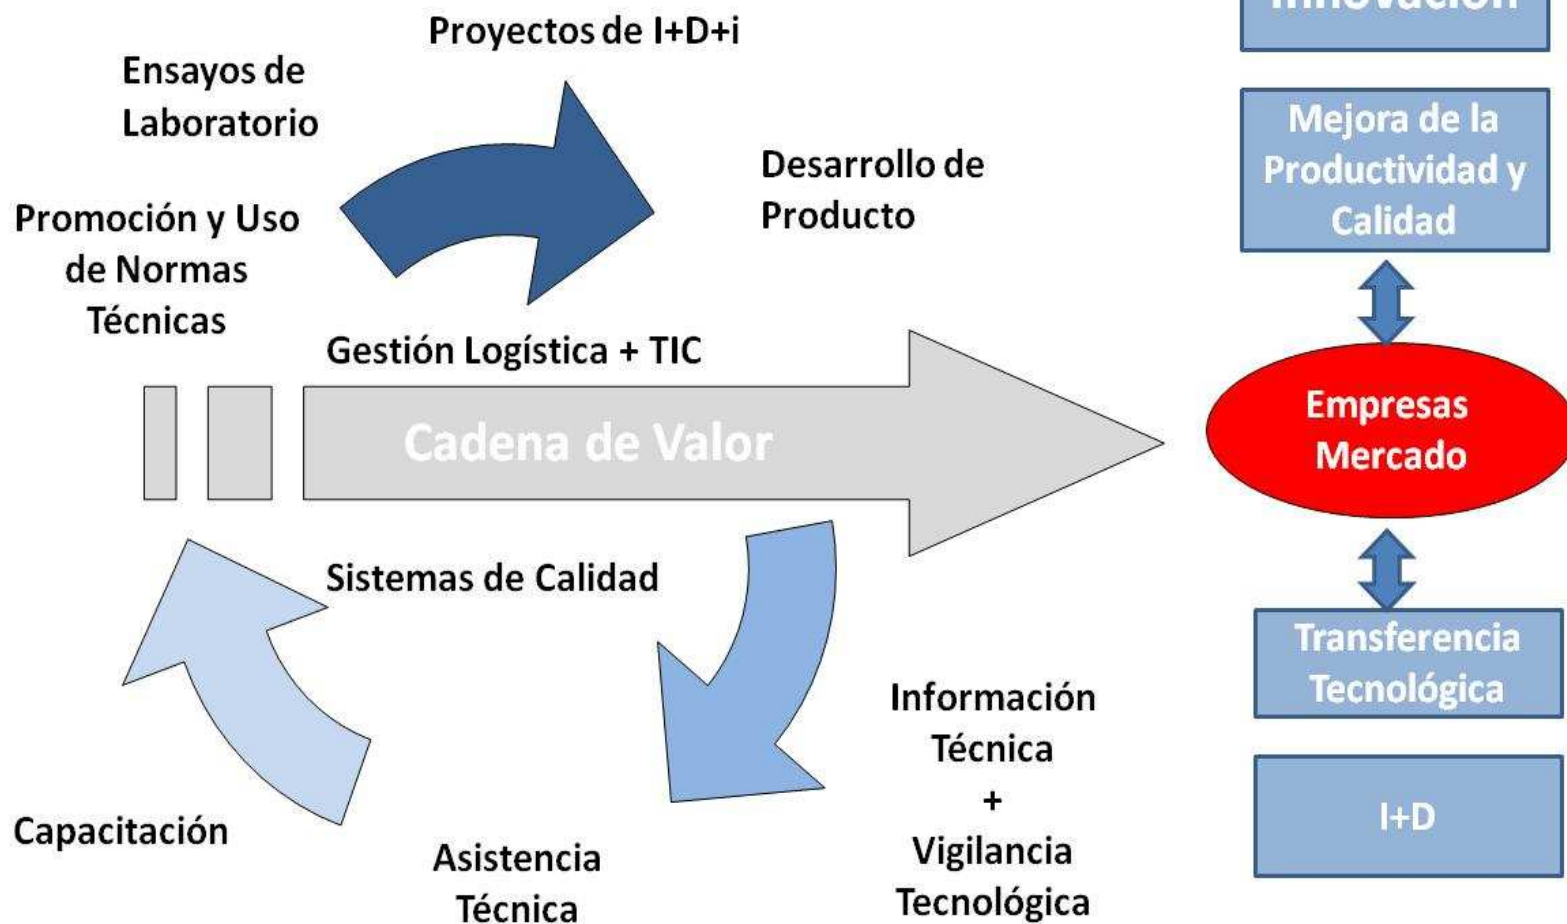 Proyectos de I+D+i
Ensayos de
Laboratorio
Promoción y Uso
de Normas
Técnicas
Desarrollo de
Producto
Gestión Logística + TIC
Cadena de Valor
Sistemas de Calidad
Capacitación
Asistencia
Técnica
Información
Técnica
+
Vigilancia
Tecnológica
Innovación
Mejora de la
Productividad y
Calidad
Empresas
Mercado
Transferencia
Tecnológica
I+D